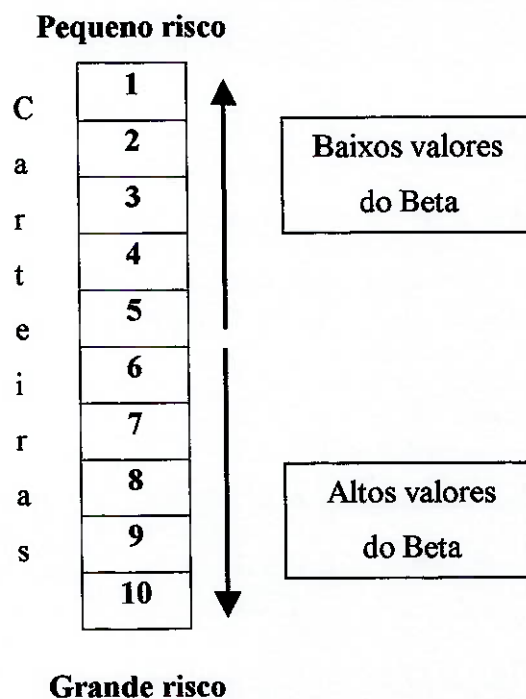 Pequeno risco
Carteiras
1
2
3
4
5
6
7
8
9
10
Baixos valores
do Beta
Altos valores
do Beta
Grande risco